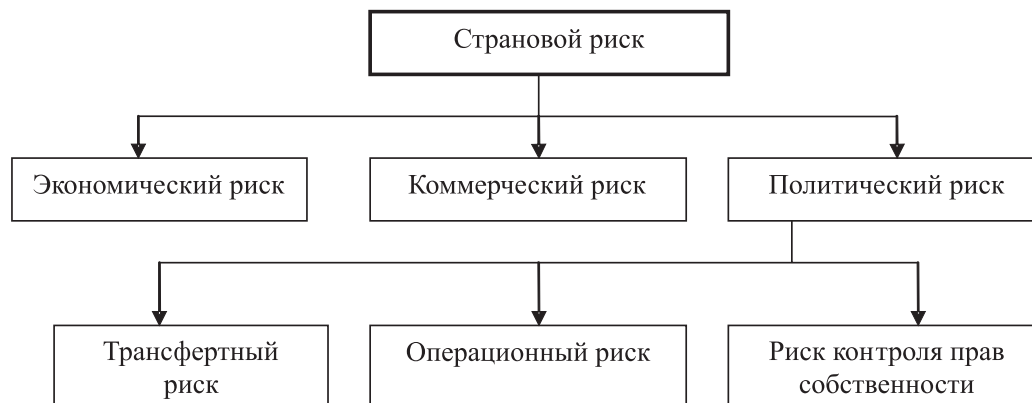 Страновой риск
Экономический риск
Коммерческий риск
Политический риск
Трансфертный
риск
Операционный риск
Риск контроля прав
собственности